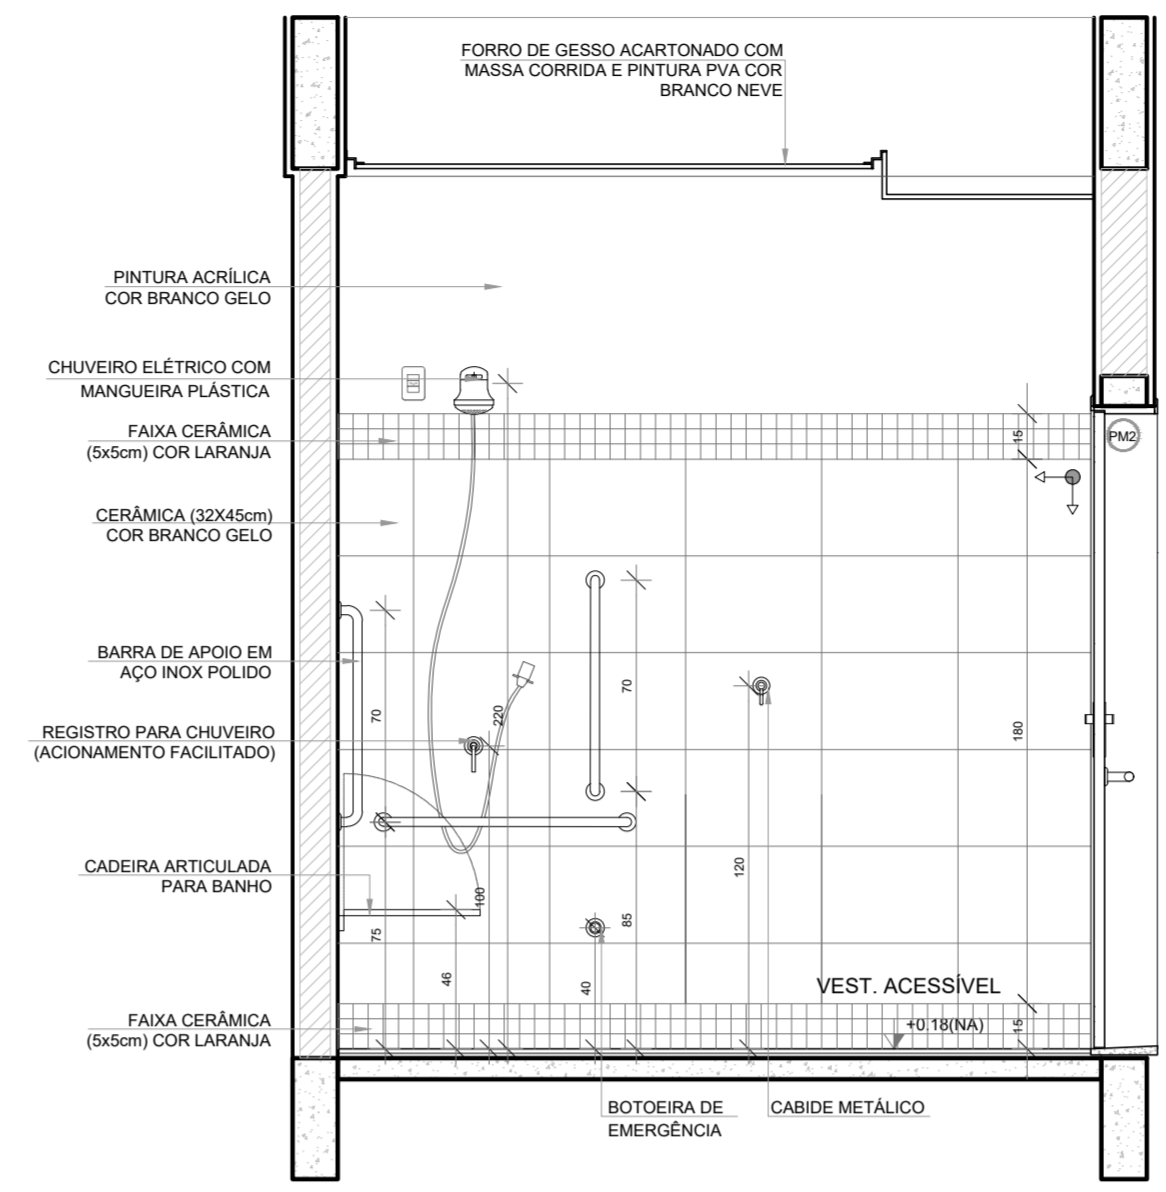 FORRO DE GESSO ACARTONADO COM
MASSA CORRIDA E PINTURA PVA COR
BRANCO NEVE
PINTURA ACRÍLICA
COR BRANCO GELO
CHUVEIRO ELÉTRICO COM
MANGUEIRA PLÁSTICA
FAIXA CERÂMICA
(5x5cm) COR LARANJA
15
PM2
CERÂMICA (32X45cm)
COR BRANCO GELO
BARRA DE APOIO EM
AÇO INOX POLIDO
70
70
220
180
REGISTRO PARA CHUVEIRO
(ACIONAMENTO FACILITADO)
CADEIRA ARTICULADA
PARA BANHO
120
100
85
75
46
40
VEST. ACESSÍVEL
+0.18(NA)
15
FAIXA CERÂMICA
(5x5cm) COR LARANJA
BOTOEIRA DE
EMERGÊNCIA
CABIDE METÁLICO